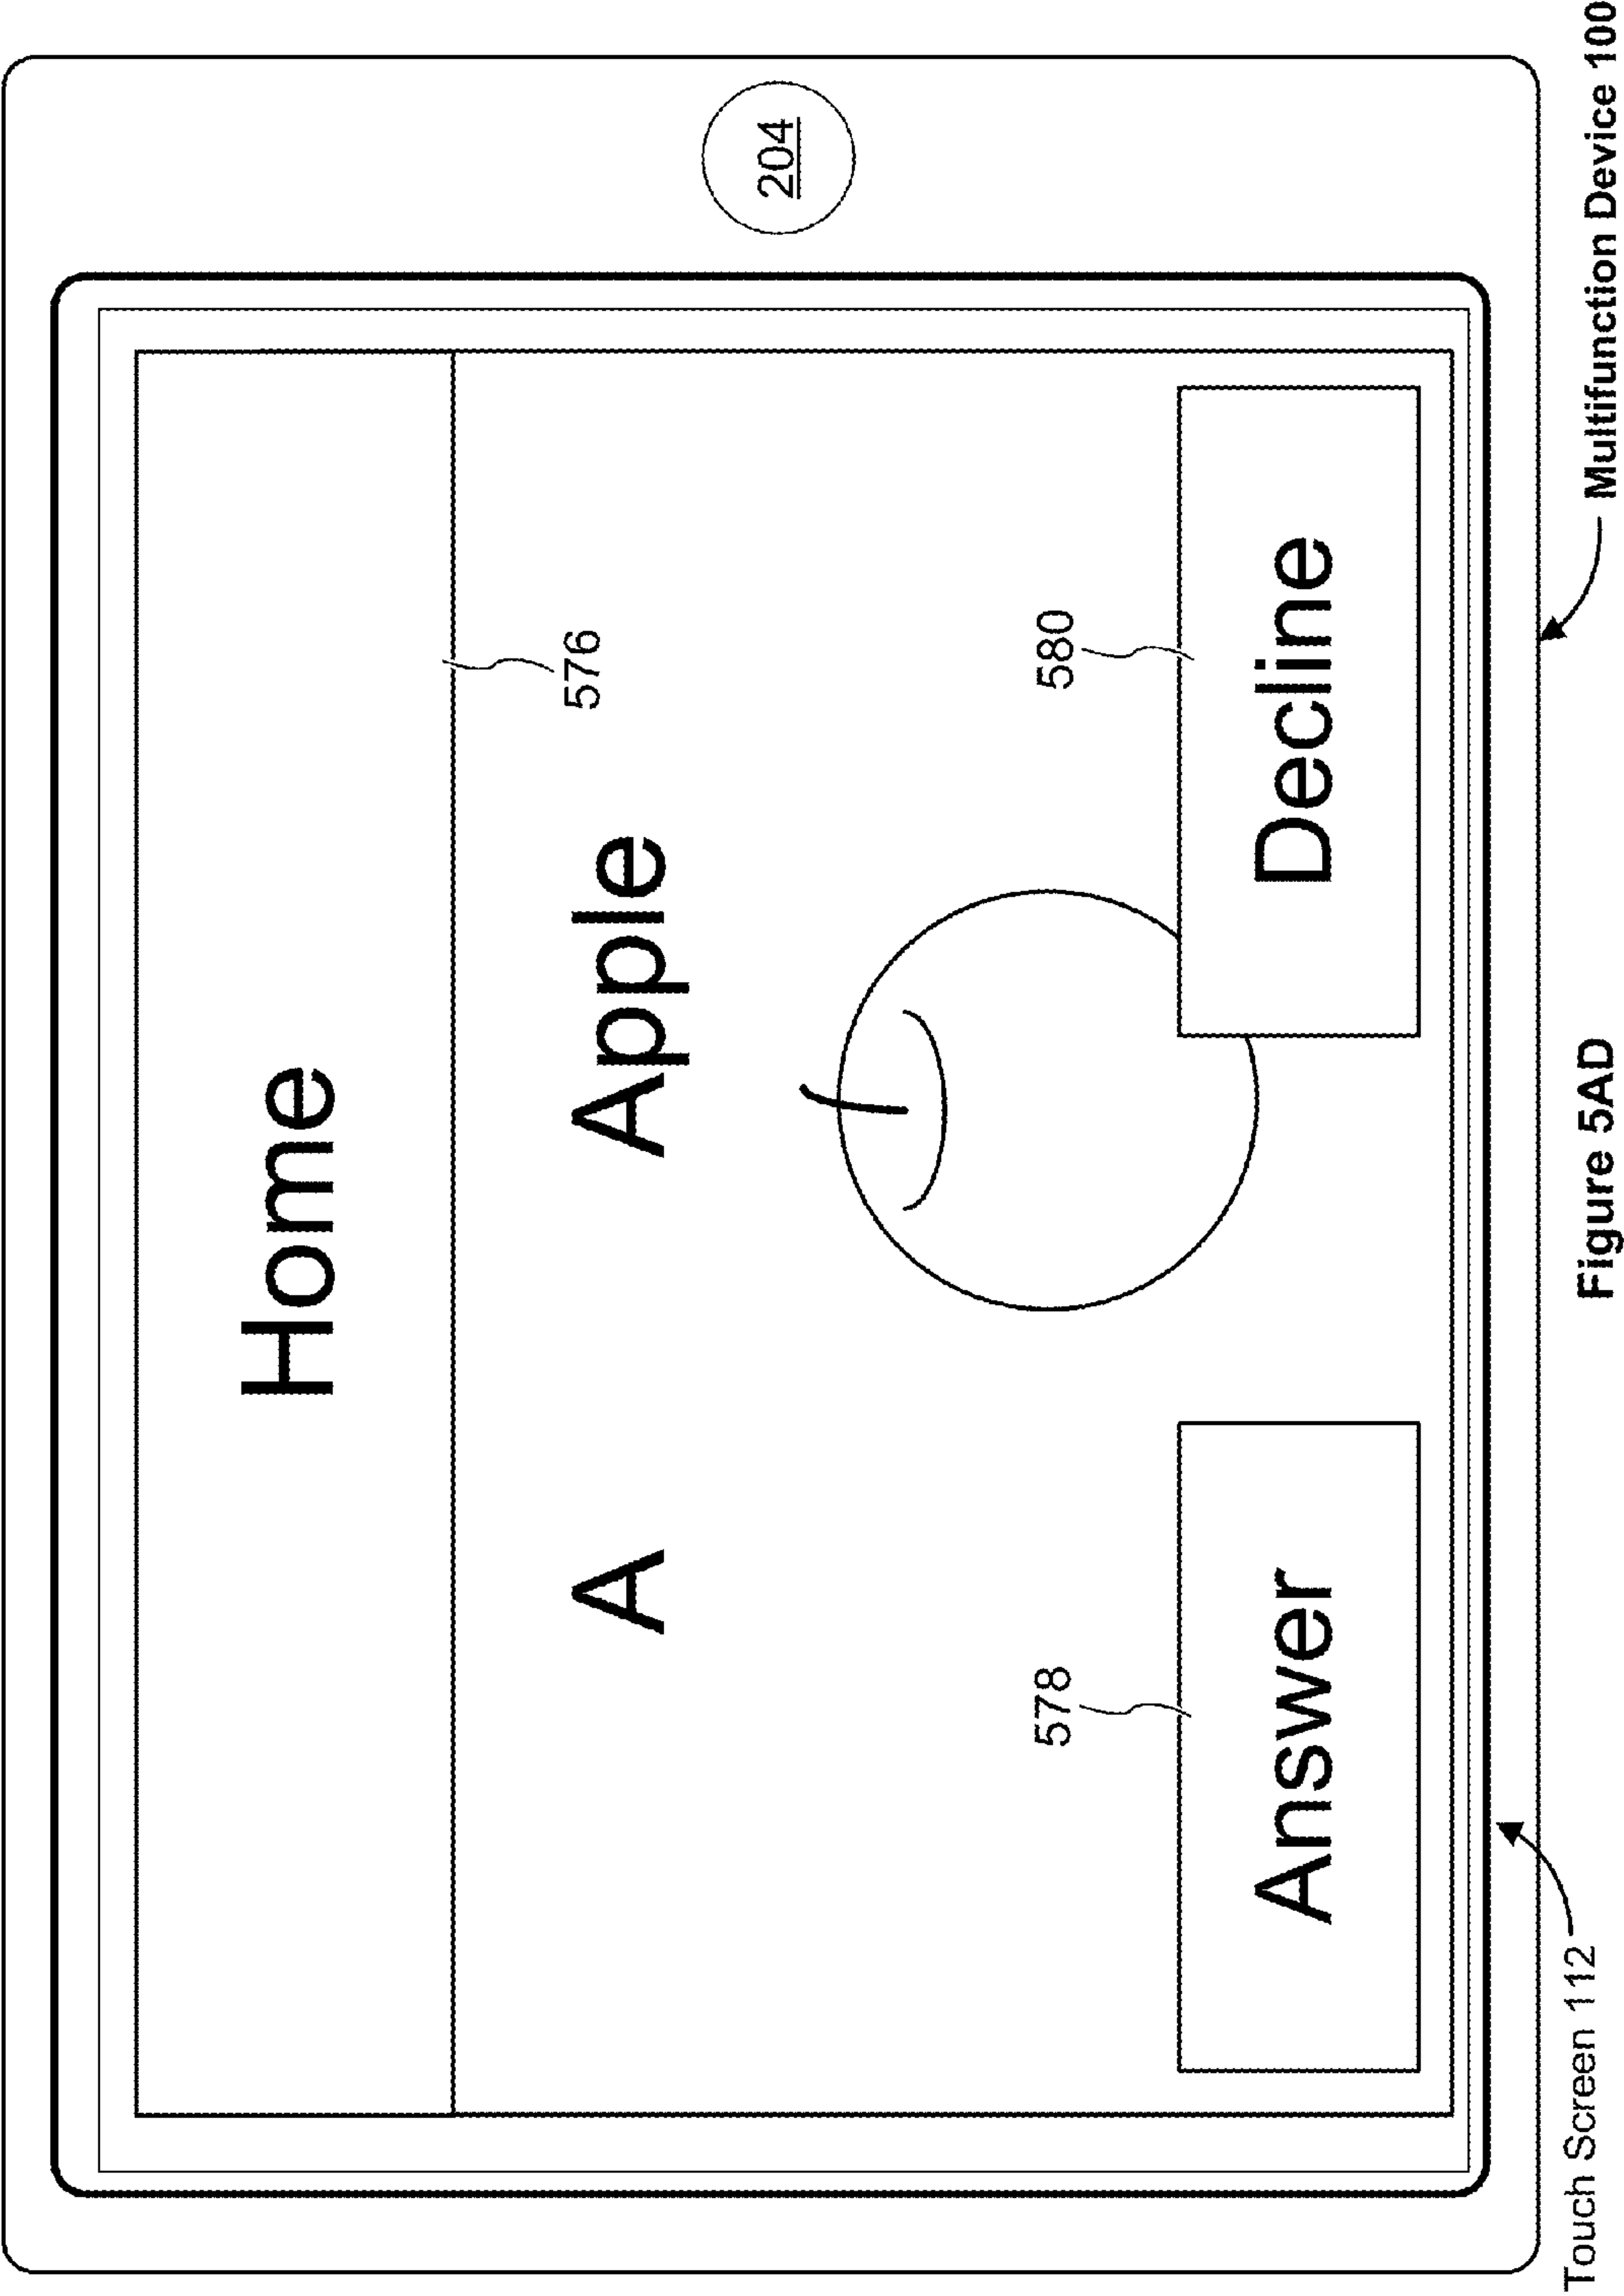 Home
576
A Apple
578
580
Answer
Decline
204
Touch Screen 112
Multifunction Device 100
Figure 5AD